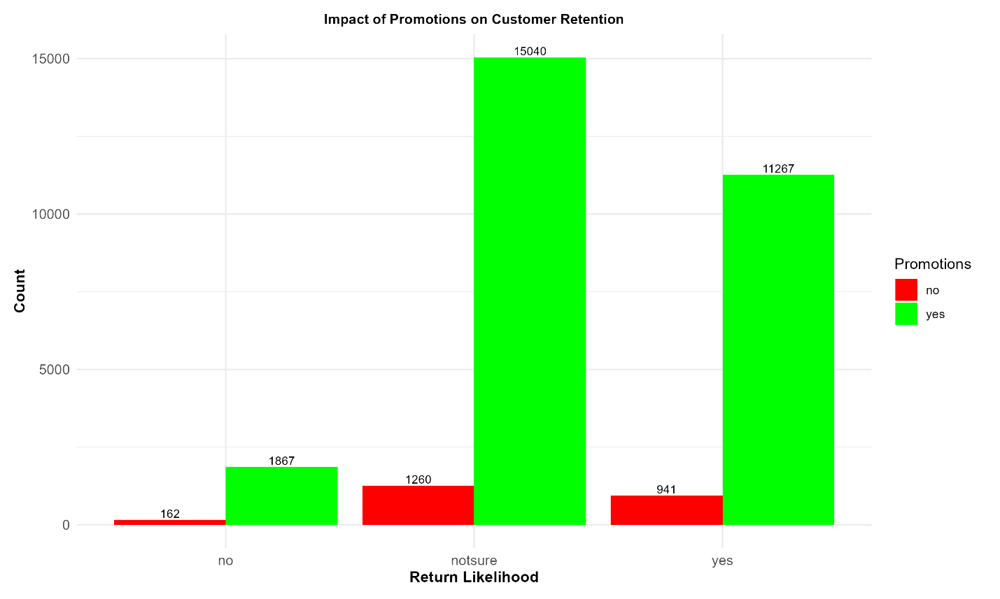 Impact of Promotions on Customer Retention
15000
10000
5000
0
Count
15040
11267
1867
1260
941
162
no
notsure
yes
Return Likelihood
Promotions
no
yes